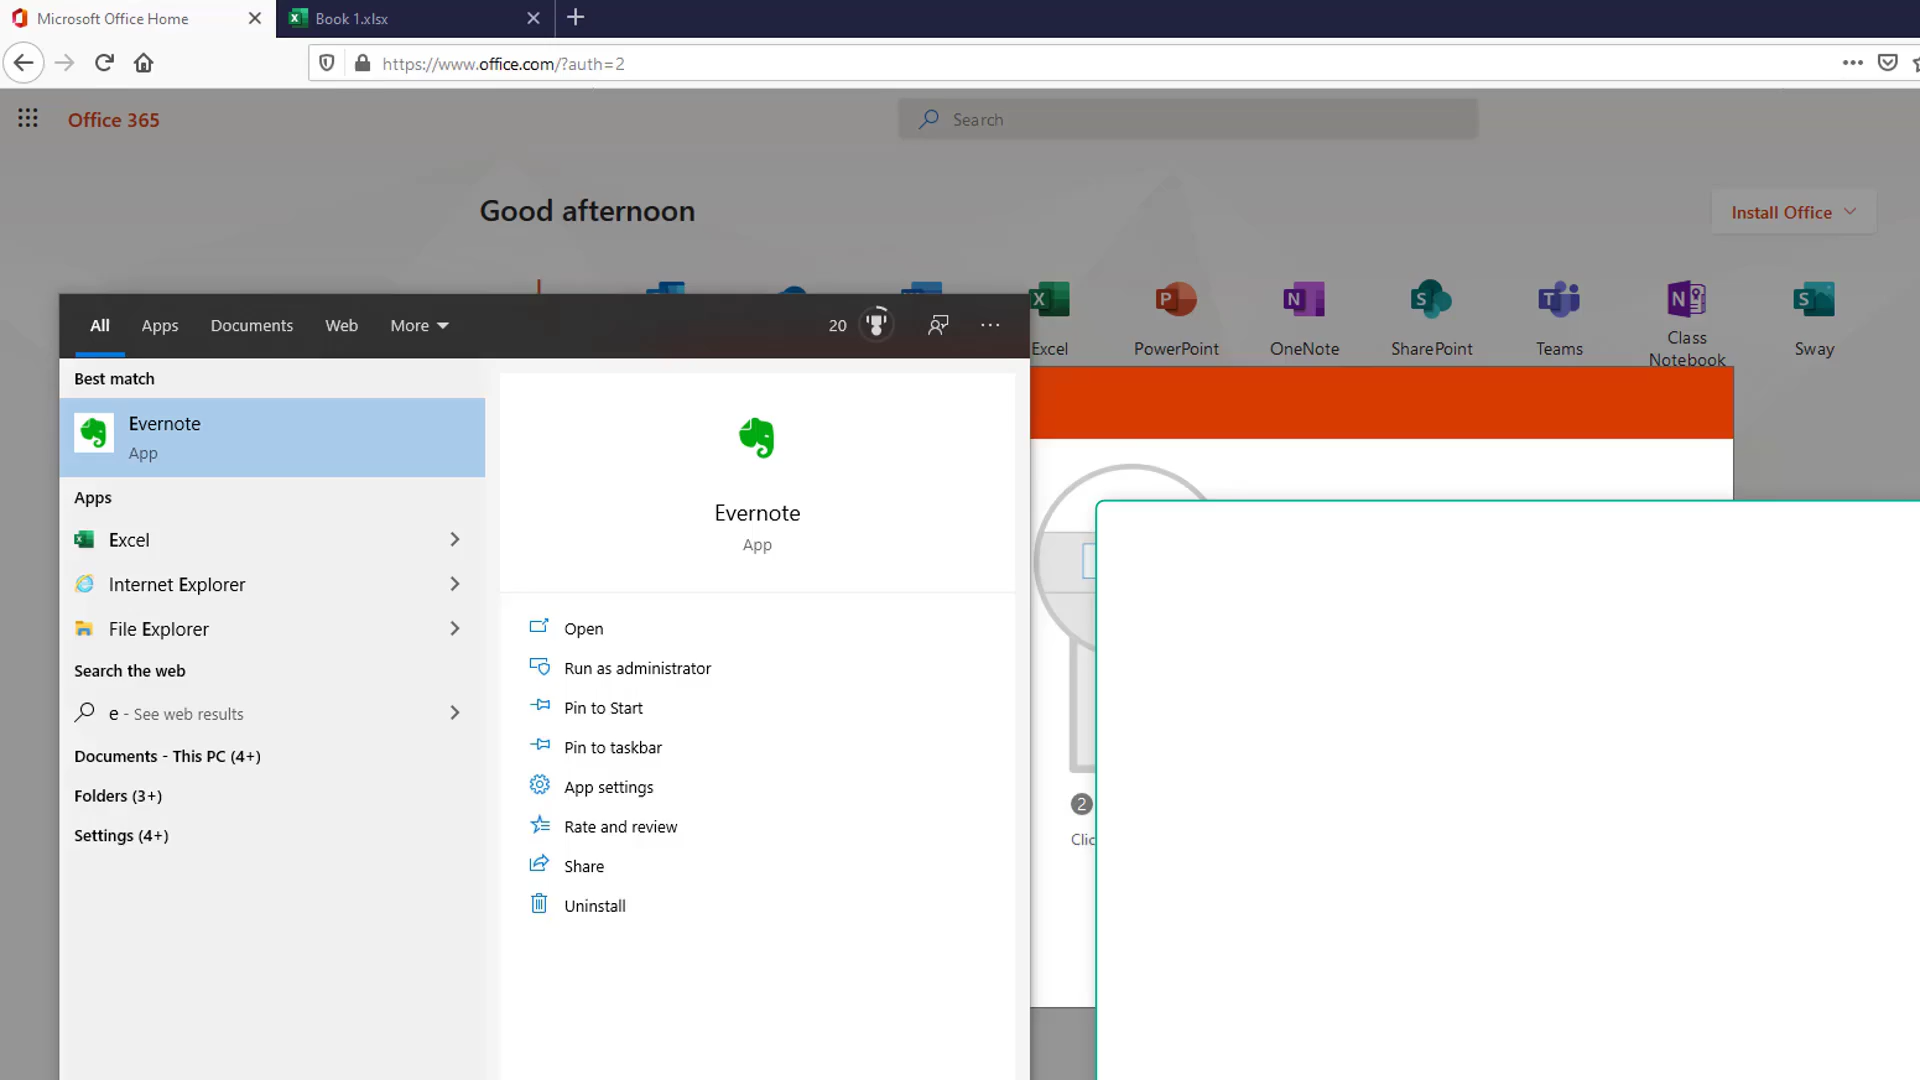 Microsoft Office Home
Book 1.xlsx
https://www.office.com/?auth=2
Office 365
Search
Good afternoon
Install Office
Excel
PowerPoint
OneNote
SharePoint
Teams
Class
Notebook
Sway
All
Apps
Documents
Web
More
20
Best match
Evernote
App
Apps
Excel
Internet Explorer
File Explorer
Search the web
e - See web results
Documents - This PC (4+)
Folders (3+)
Settings (4+)
Evernote
App
Open
Run as administrator
Pin to Start
Pin to taskbar
App settings
Rate and review
Share
Uninstall
2